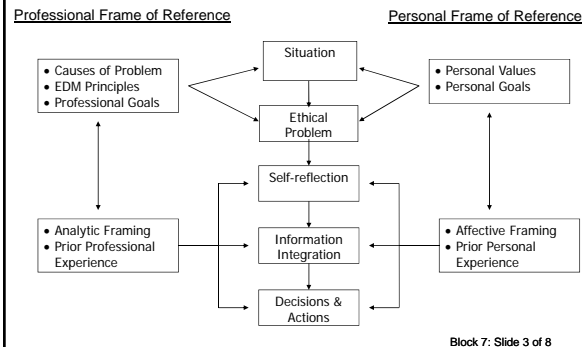 Professional Frame of Reference
Personal Frame of Reference
Situation
• Causes of Problem
• EDM Principles
• Professional Goals
• Personal Values
• Personal Goals
Ethical
Problem
Self-reflection
• Analytic Framing
• Prior Professional
Experience
Information
Integration
• Affective Framing
• Prior Personal
Experience
Decisions &
Actions
Block 7: Slide 3 of 8